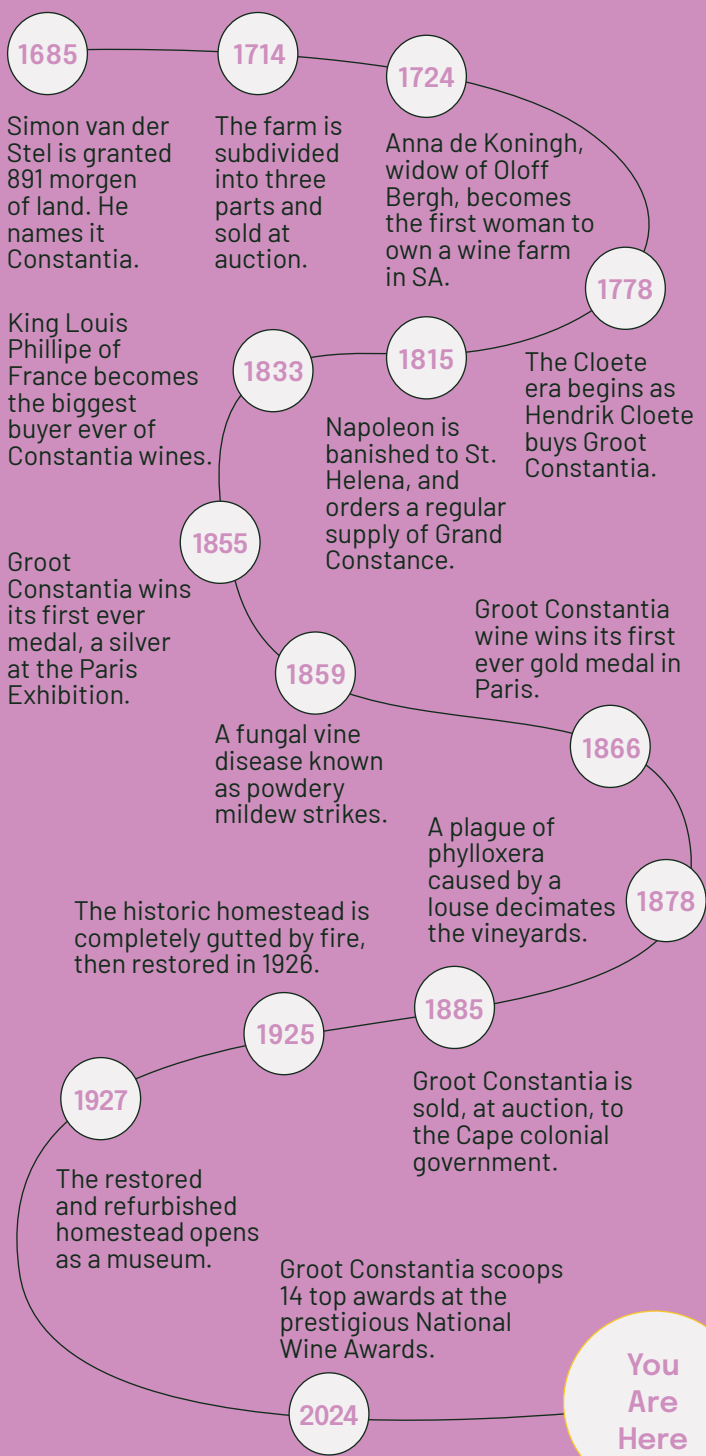 1685
Simon van der
Stel is granted
891 morgen
of land. He
names it
Constantia.
1714
The farm is
subdivided
into three
parts and
sold at
auction.
1724
Anna de Koningh,
widow of Oloff
Bergh, becomes
the first woman to
own a wine farm
in SA.
1778
The Cloete
era begins as
Hendrik Cloete
buys Groot
Constantia.
1815
Napoleon is
banished to St.
Helena, and
orders a regular
supply of Grand
Constance.
1833
King Louis
Phillipe of
France becomes
the biggest
buyer ever of
Constantia wines.
1855
Groot
Constantia wins
its first ever
medal, a silver
at the Paris
Exhibition.
1859
A fungal vine
disease known
as powdery
mildew strikes.
1866
Groot Constantia
wine wins its first
ever gold medal in
Paris.
1878
A plague of
phylloxera
caused by a
louse decimates
the vineyards.
1885
Groot Constantia is
sold, at auction, to
the Cape colonial
government.
1925
The historic homestead is
completely gutted by fire,
then restored in 1926.
1927
The restored
and refurbished
homestead opens
as a museum.
2024
Groot Constantia scoops
14 top awards at the
prestigious National
Wine Awards.
You
Are
Here